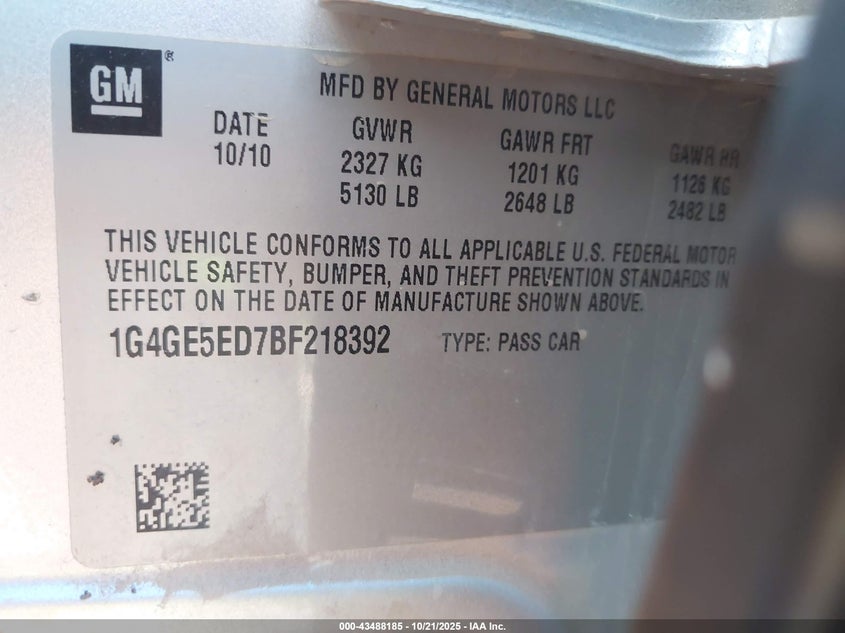 GM ®
MFD BY GENERAL MOTORS LLC
DATE GVWR GAWR FRT GAWR RR
10/10 2327 KG 1201 KG 1126 KG
5130 LB 2648 LB 2482 LB
THIS VEHICLE CONFORMS TO ALL APPLICABLE U.S. FEDERAL MOTOR
VEHICLE SAFETY, BUMPER, AND THEFT PREVENTION STANDARDS IN
EFFECT ON THE DATE OF MANUFACTURE SHOWN ABOVE.
1G4GE5ED7BF218392 TYPE: PASS CAR
000-43488185 - 10/21/2025 - IAA Inc.